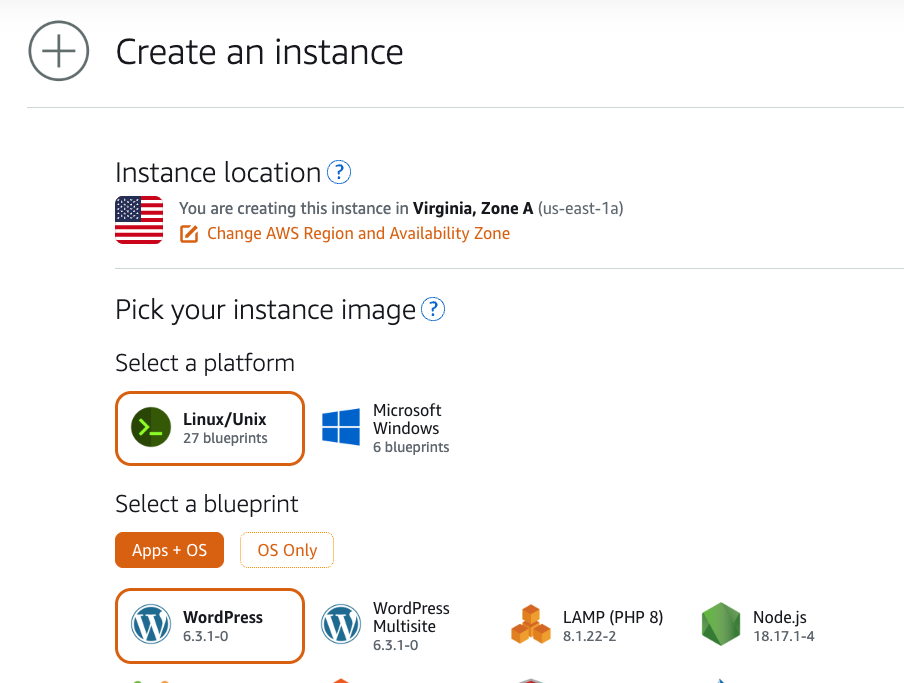 Create an instance
Instance location ?
You are creating this instance in Virginia, Zone A (us-east-1a)
Change AWS Region and Availability Zone
Pick your instance image ?
Select a platform
Linux/Unix
27 blueprints
Microsoft
Windows
6 blueprints
Select a blueprint
Apps + OS
OS Only
WordPress
6.3.1-0
WordPress
Multisite
6.3.1-0
LAMP (PHP 8)
8.1.22-2
Node.js
18.17.1-4